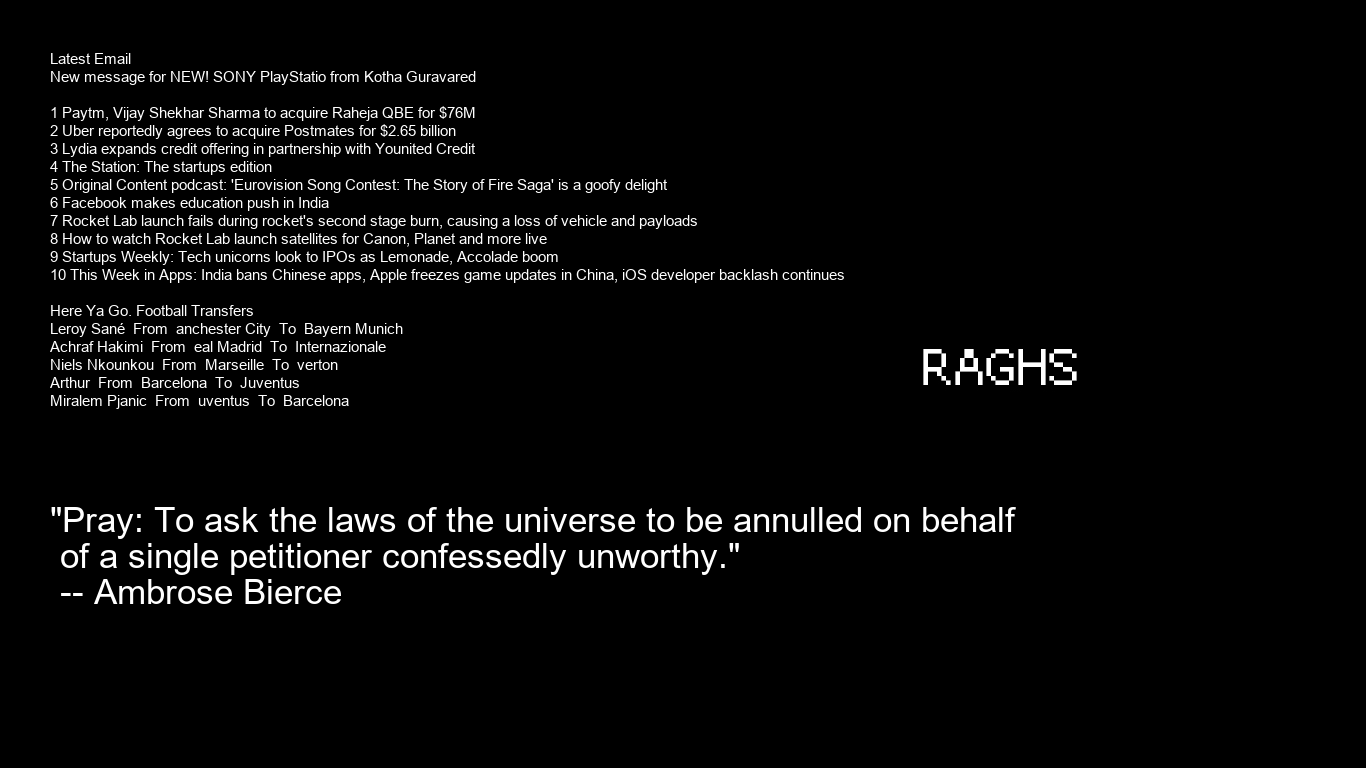 Latest Email
New message for NEW! SONY PlayStatio from Kotha Guravared
1 Paytm, Vijay Shekhar Sharma to acquire Raheja QBE for $76M
2 Uber reportedly agrees to acquire Postmates for $2.65 billion
3 Lydia expands credit offering in partnership with Younited Credit
4 The Station: The startups edition
5 Original Content podcast: 'Eurovision Song Contest: The Story of Fire Saga' is a goofy delight
6 Facebook makes education push in India
7 Rocket Lab launch fails during rocket's second stage burn, causing a loss of vehicle and payloads
8 How to watch Rocket Lab launch satellites for Canon, Planet and more live
9 Startups Weekly: Tech unicorns look to IPOs as Lemonade, Accolade boom
10 This Week in Apps: India bans Chinese apps, Apple freezes game updates in China, iOS developer backlash continues
Here Ya Go. Football Transfers
Leroy Sané  From  anchester City  To  Bayern Munich
Achraf Hakimi  From  eal Madrid  To  Internazionale
Niels Nkounkou  From  Marseille  To  verton
Arthur  From  Barcelona  To  Juventus
Miralem Pjanic  From  uventus  To  Barcelona
RAGHS
"Pray: To ask the laws of the universe to be annulled on behalf
of a single petitioner confessedly unworthy."
-- Ambrose Bierce